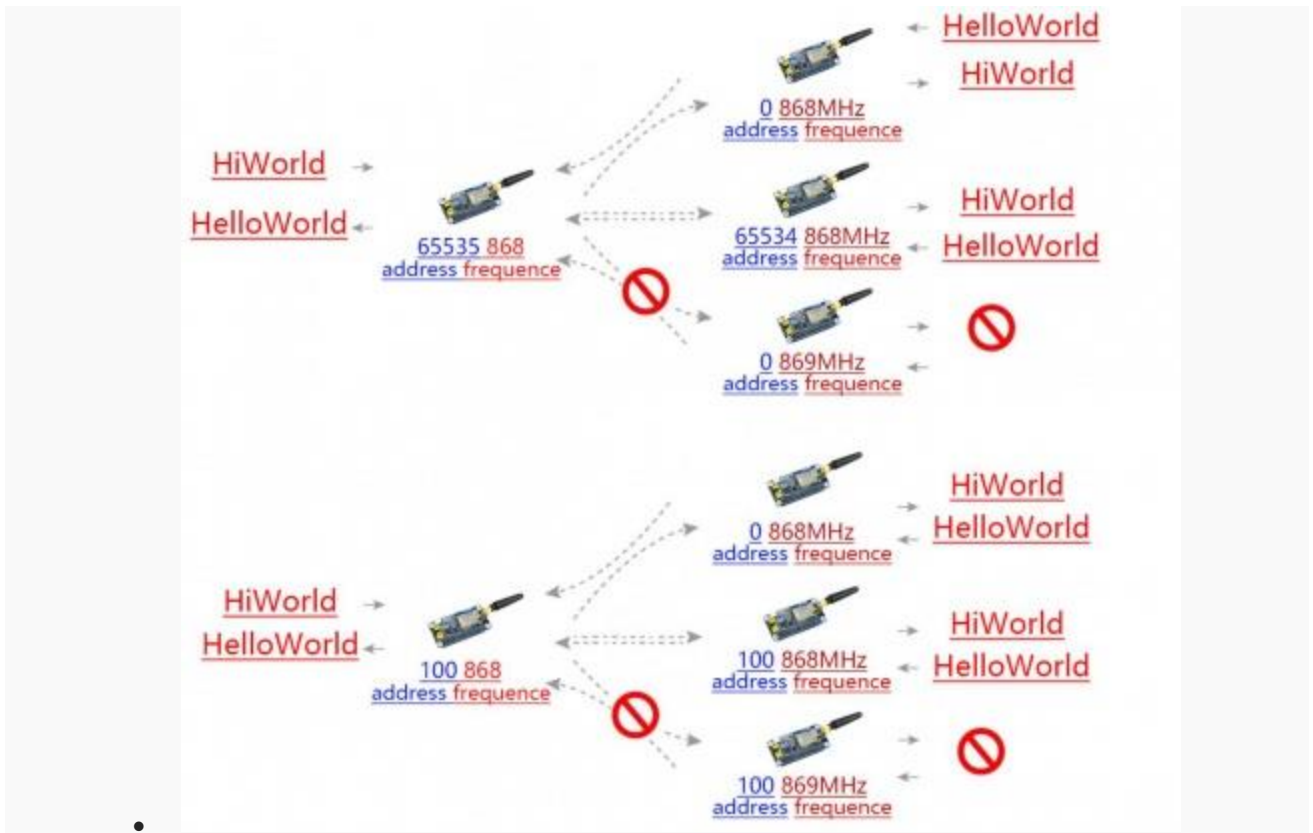 HelloWorld
HiWorld
0 868MHz
address frequence
HiWorld
HelloWorld
65535 868
address frequence
HiWorld
65534 868MHz
HelloWorld
address frequence
0 869MHz
address frequence
HiWorld
0 868MHz
HelloWorld
address frequence
HiWorld
HelloWorld
100 868
address frequence
HiWorld
100 868MHz
HelloWorld
address frequence
100 869MHz
address frequence